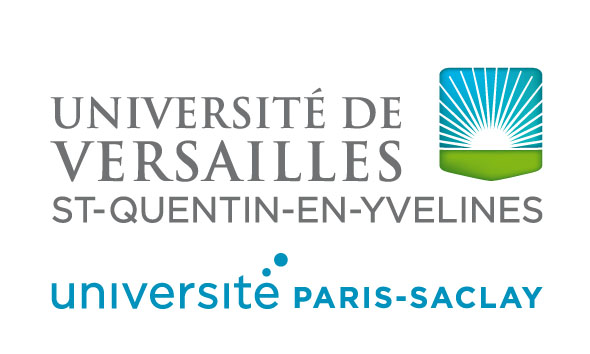 UNIVERSITÉ DE
VERSAILLES
ST-QUENTIN-EN-YVELINES
université PARIS-SACLAY